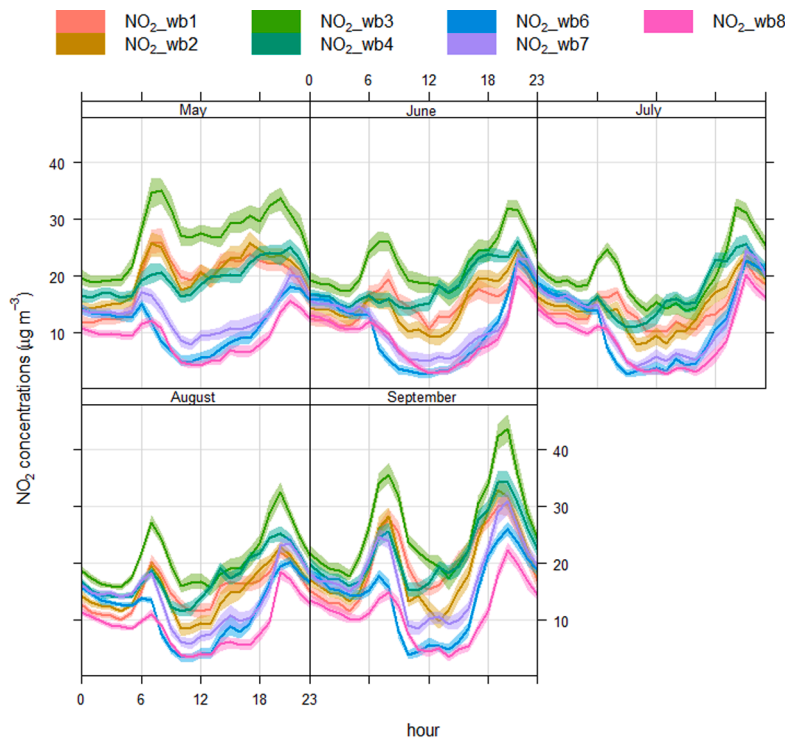 NO₂_wb1 NO₂_wb3 NO₂_wb6 NO₂_wb8
NO₂_wb2 NO₂_wb4 NO₂_wb7
0 6 12 18 23
May June July
40
30
20
10
NO₂ concentrations (µg m⁻³)
August September
40
30
20
10
0 6 12 18 23
hour